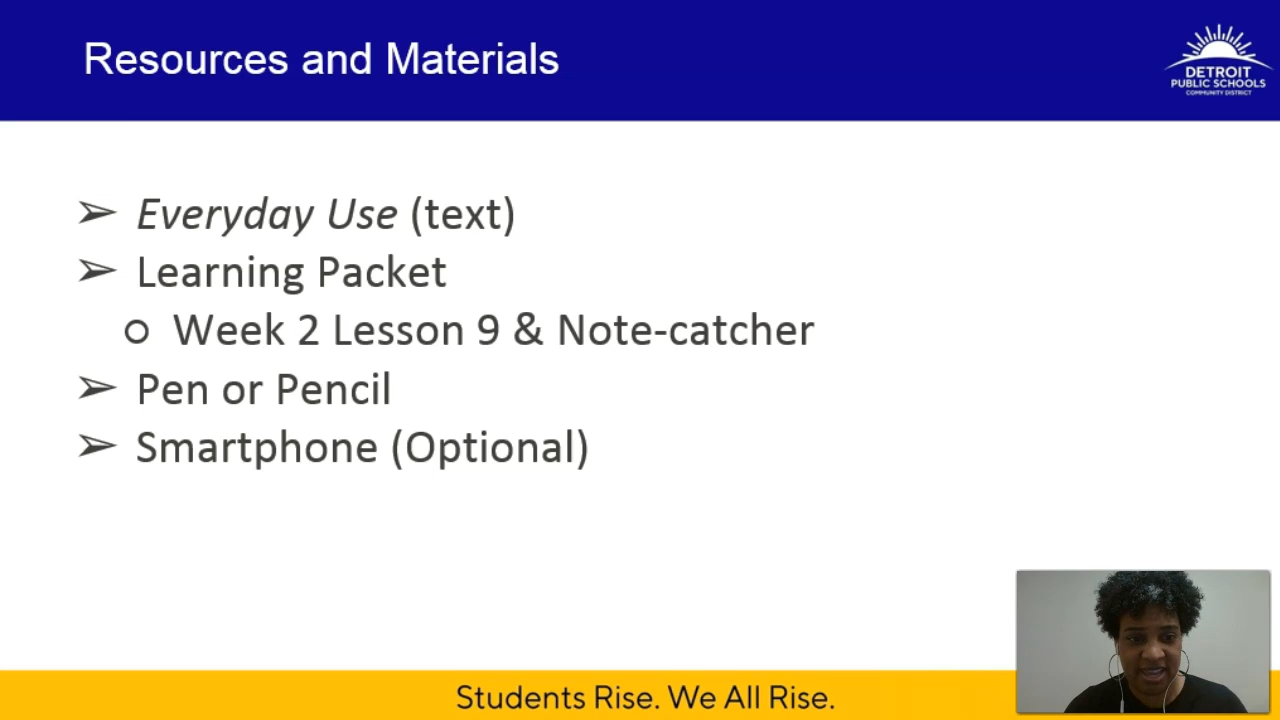 Resources and Materials
DETROIT
PUBLIC SCHOOLS
COMMUNITY DISTRICT
➢ Everyday Use (text)
➢ Learning Packet
○ Week 2 Lesson 9 & Note-catcher
➢ Pen or Pencil
➢ Smartphone (Optional)
Students Rise. We All Rise.